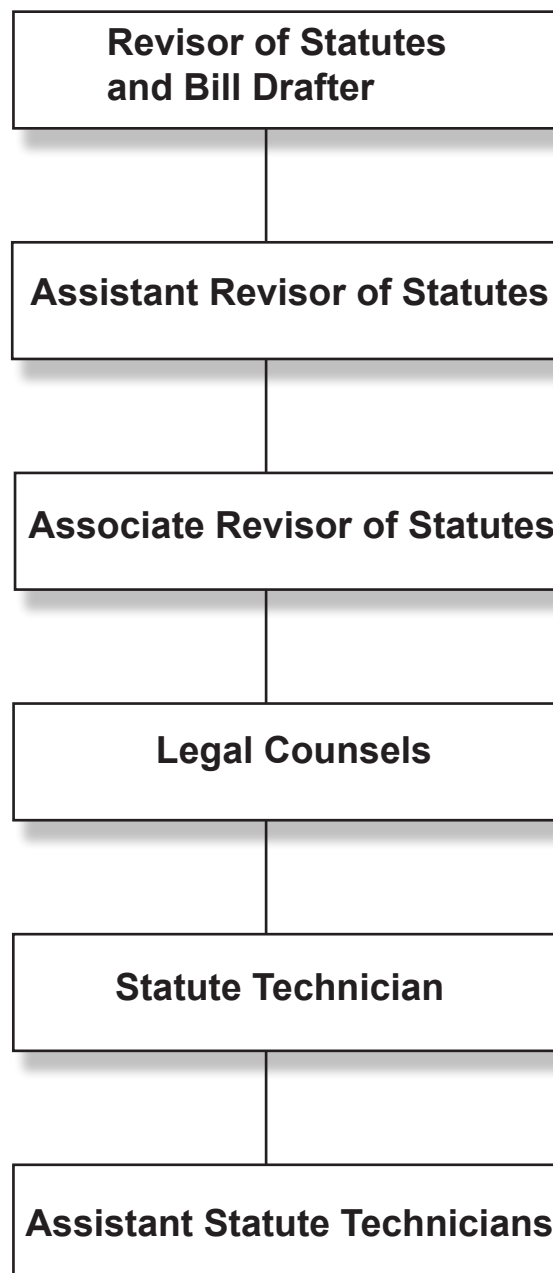 Revisor of Statutes
and Bill Drafter
Assistant Revisor of Statutes
Associate Revisor of Statutes
Legal Counsels
Statute Technician
Assistant Statute Technicians